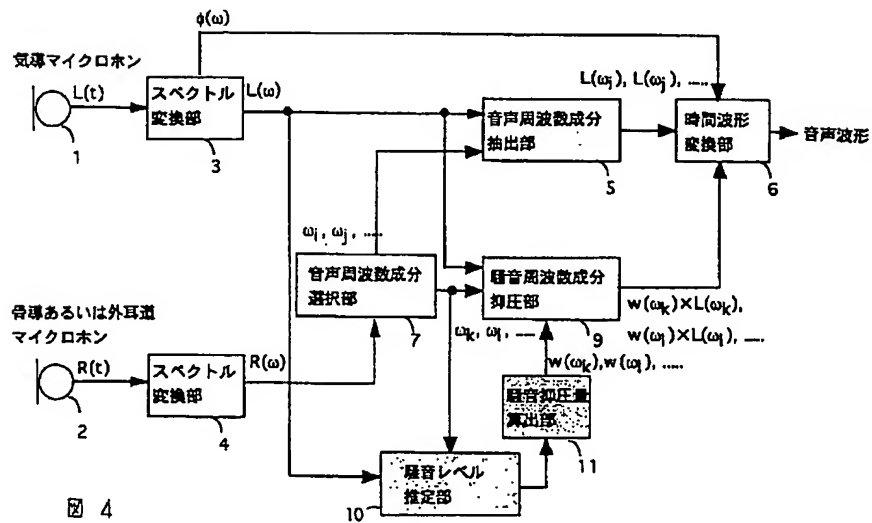 φ(ω)
気導マイクロホン
L(t)
1
スペクトル
変換部
3
L(ω)
音声周波数成分
抽出部
5
L(ωj), L(ωj), .....
時間波形
変換部
6
音声波形
ωi, ωj, .....
音声周波数成分
選択部
7
騒音周波数成分
抑圧部
9
w(ωk)×L(ωk),
w(ωl)×L(ωl), .....
ωk, ωl, .....
骨導あるいは外耳道
マイクロホン
R(t)
2
スペクトル
変換部
4
R(ω)
w(ωk),w(ωl), .....
騒音抑圧量
算出部
11
騒音レベル
推定部
10
図 4